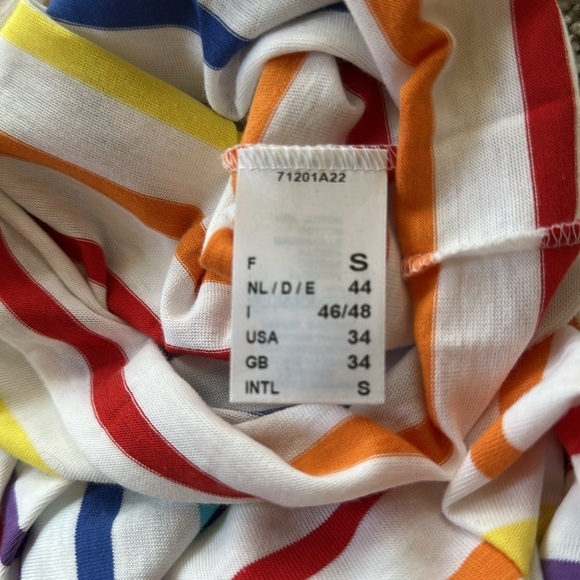 71201A22
F S
NL / D / E 44
I 46/48
USA 34
GB 34
INTL S